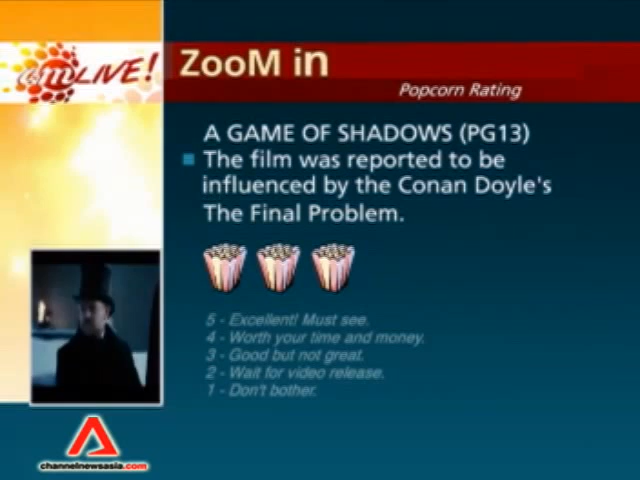 amLIVE!
ZooM in
Popcorn Rating
A GAME OF SHADOWS (PG13)
The film was reported to be
influenced by the Conan Doyle's
The Final Problem.
5 - Excellent! Must see.
4 - Worth your time and money.
3 - Good but not great.
2 - Wait for video release.
1 - Don't bother.
channelnewsasia.com